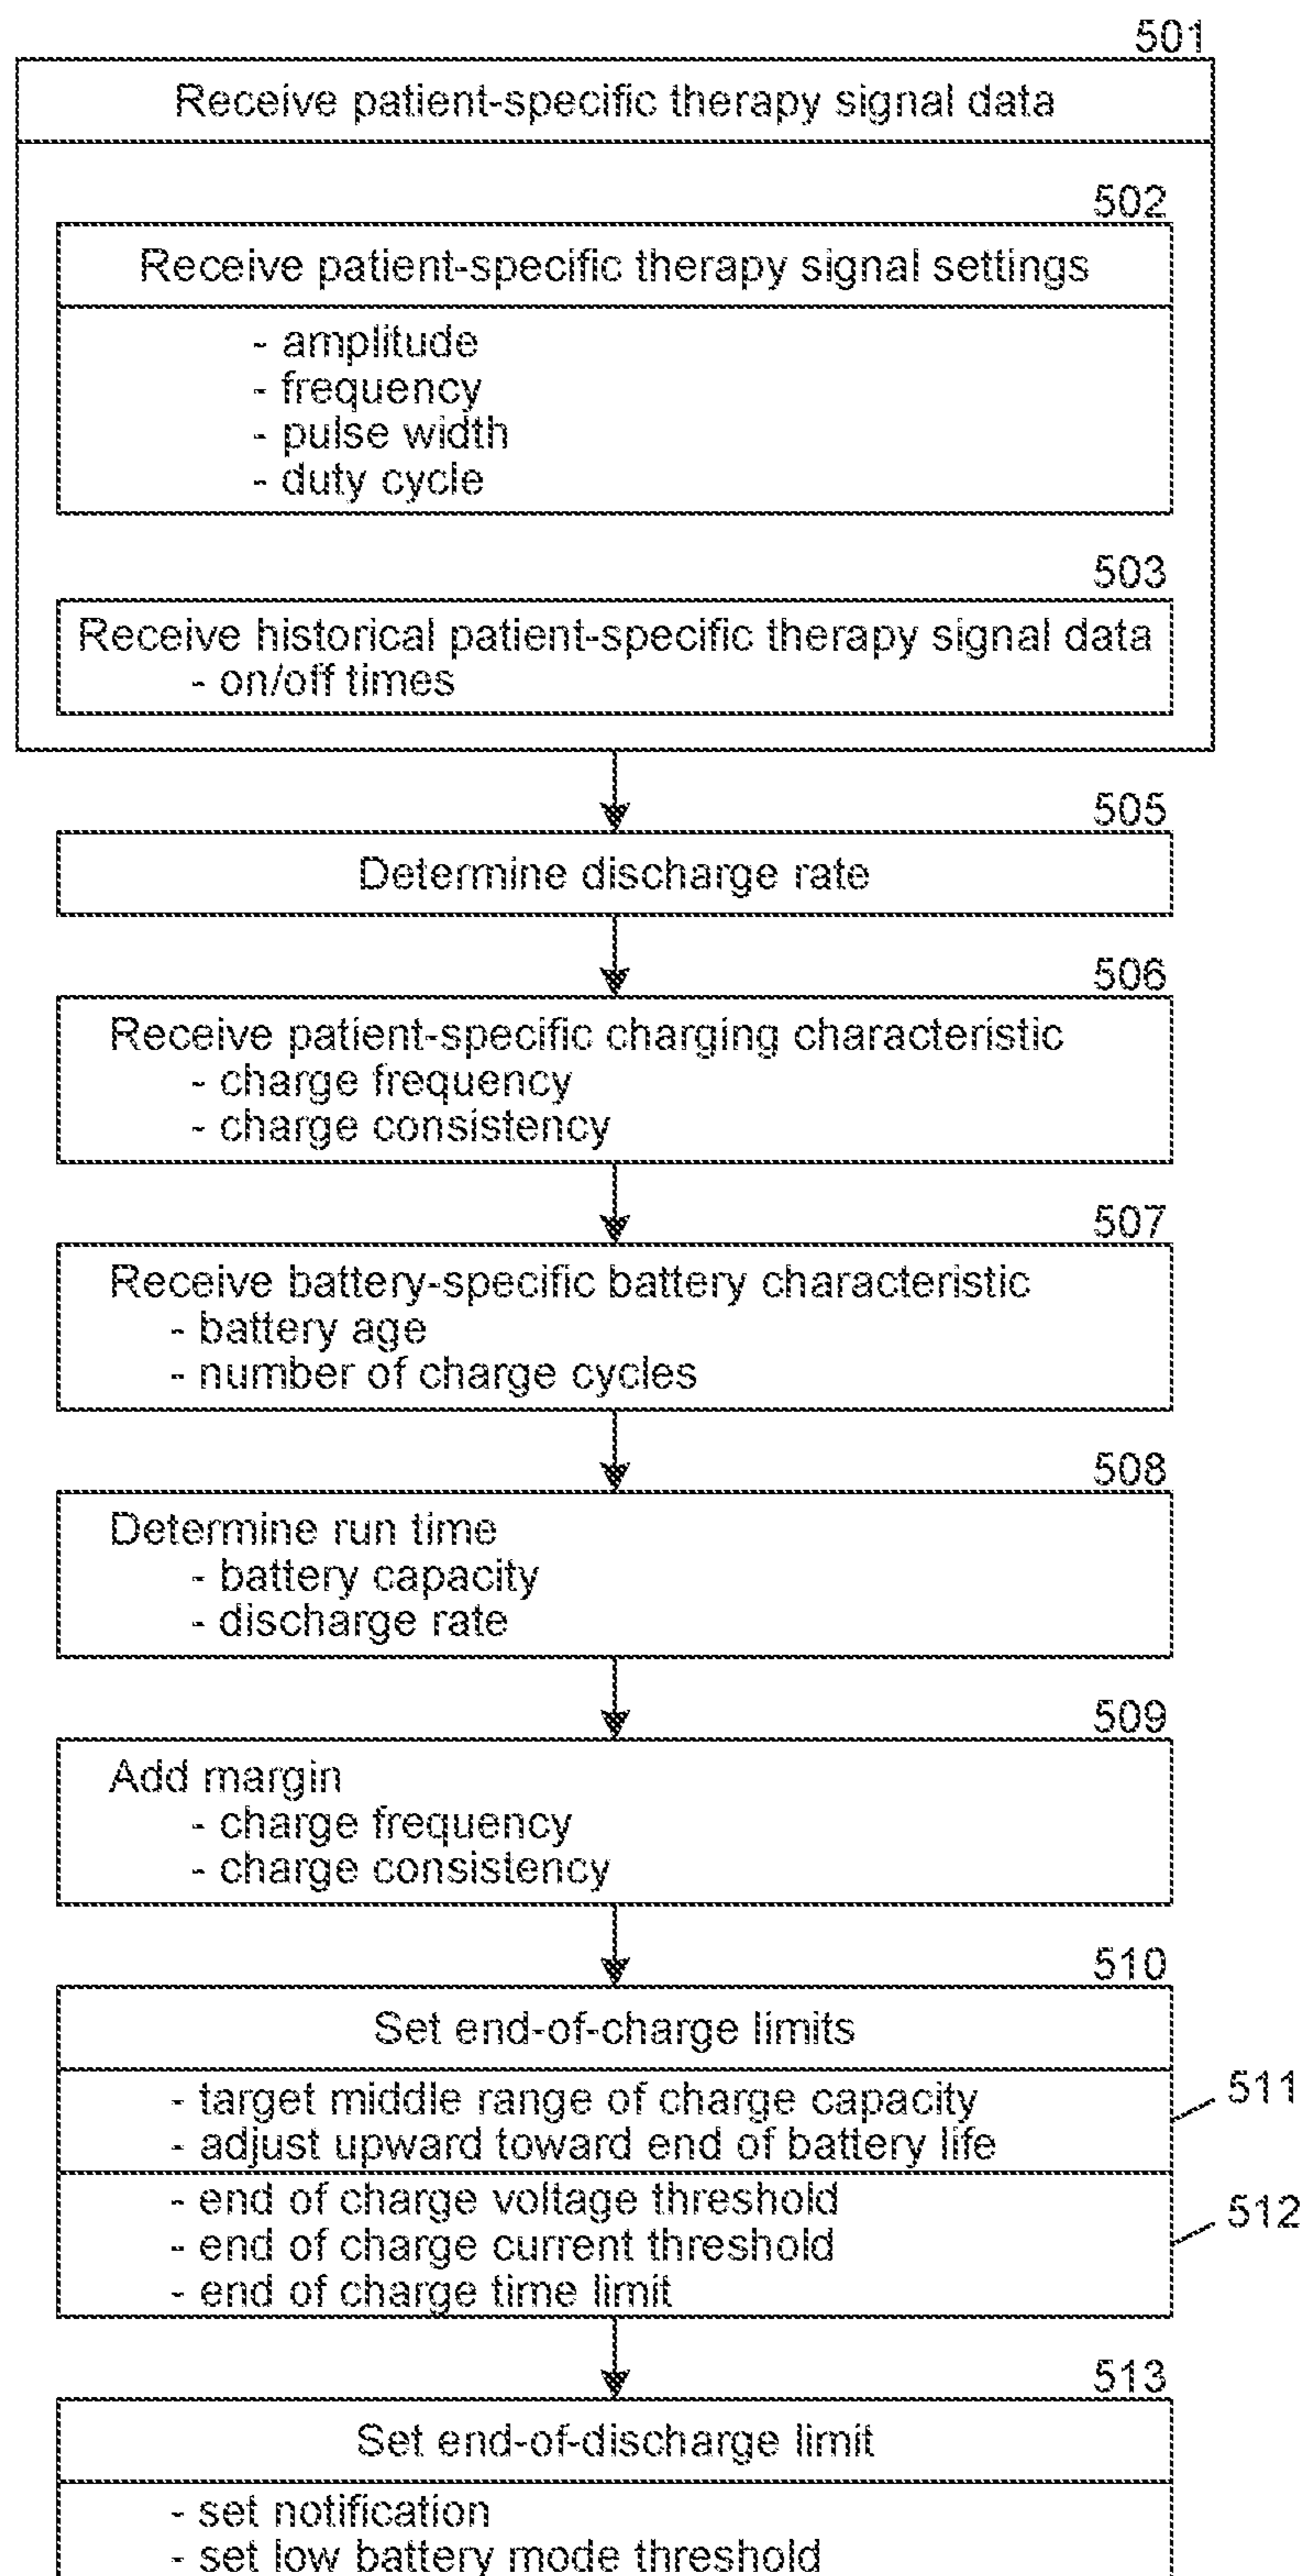 501
Receive patient-specific therapy signal data
502
Receive patient-specific therapy signal settings
- amplitude
- frequency
- pulse width
- duty cycle
503
Receive historical patient-specific therapy signal data
- on/off times
505
Determine discharge rate
506
Receive patient-specific charging characteristic
- charge frequency
- charge consistency
507
Receive battery-specific battery characteristic
- battery age
- number of charge cycles
508
Determine run time
- battery capacity
- discharge rate
509
Add margin
- charge frequency
- charge consistency
510
Set end-of-charge limits
- target middle range of charge capacity
511
- adjust upward toward end of battery life
- end of charge voltage threshold
512
- end of charge current threshold
- end of charge time limit
513
Set end-of-discharge limit
- set notification
- set low battery mode threshold